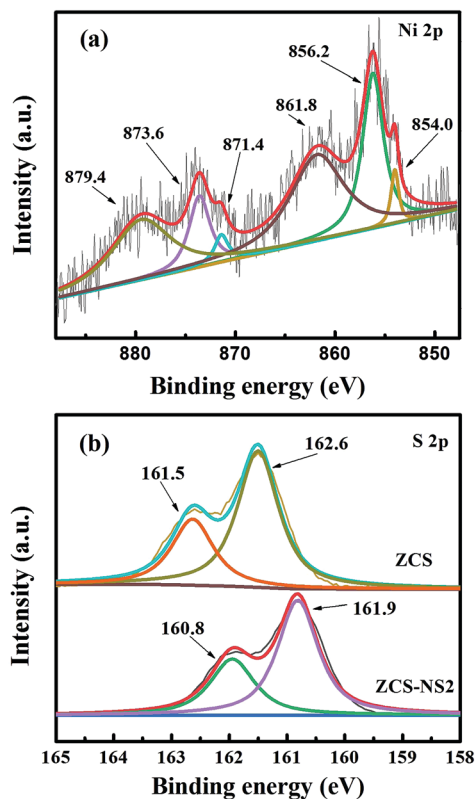 (a)
Ni 2p
856.2
861.8
873.6
871.4
854.0
879.4
Intensity (a.u.)
880 870 860 850
Binding energy (eV)
(b)
S 2p
162.6
161.5
ZCS
161.9
160.8
ZCS-NS2
Intensity (a.u.)
165 164 163 162 161 160 159 158
Binding energy (eV)